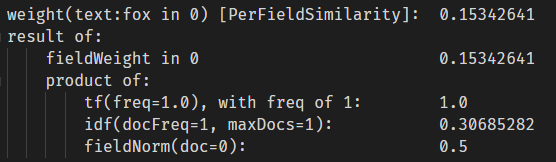 weight(text:fox in 0) [PerFieldSimilarity]: 0.15342641
result of:
fieldWeight in 0 0.15342641
product of:
tf(freq=1.0), with freq of 1: 1.0
idf(docFreq=1, maxDocs=1): 0.30685282
fieldNorm(doc=0): 0.5